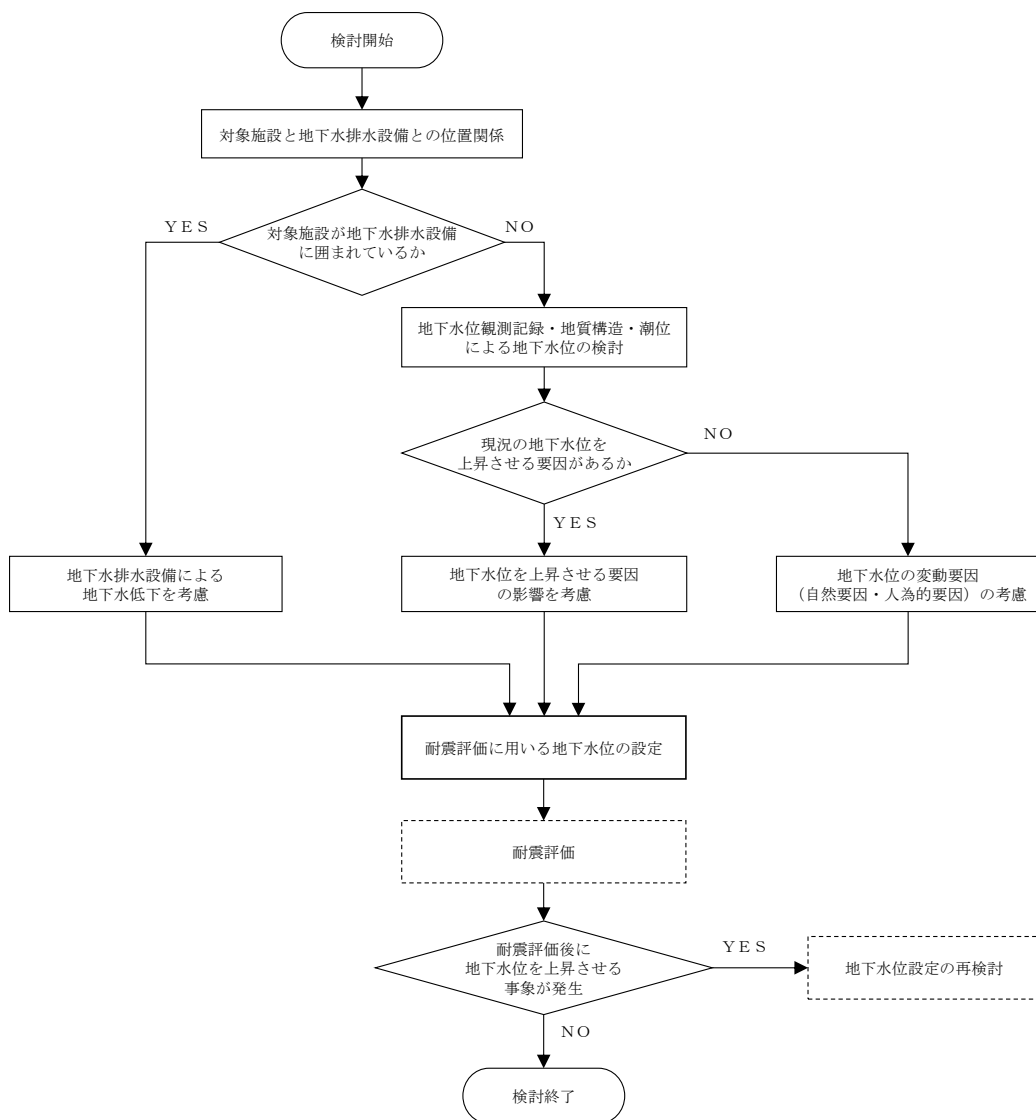 検討開始
対象施設と地下水排水設備との位置関係
YES
NO
対象施設が地下水排水設備
に囲まれているか
地下水位観測記録・地質構造・潮位
による地下水位の検討
現況の地下水位を
上昇させる要因があるか
NO
YES
地下水排水設備による
地下水低下を考慮
地下水位を上昇させる要因
の影響を考慮
地下水位の変動要因
（自然要因・人為的要因）の考慮
耐震評価に用いる地下水位の設定
耐震評価
耐震評価後に
地下水位を上昇させる
事象が発生
YES
地下水位設定の再検討
NO
検討終了